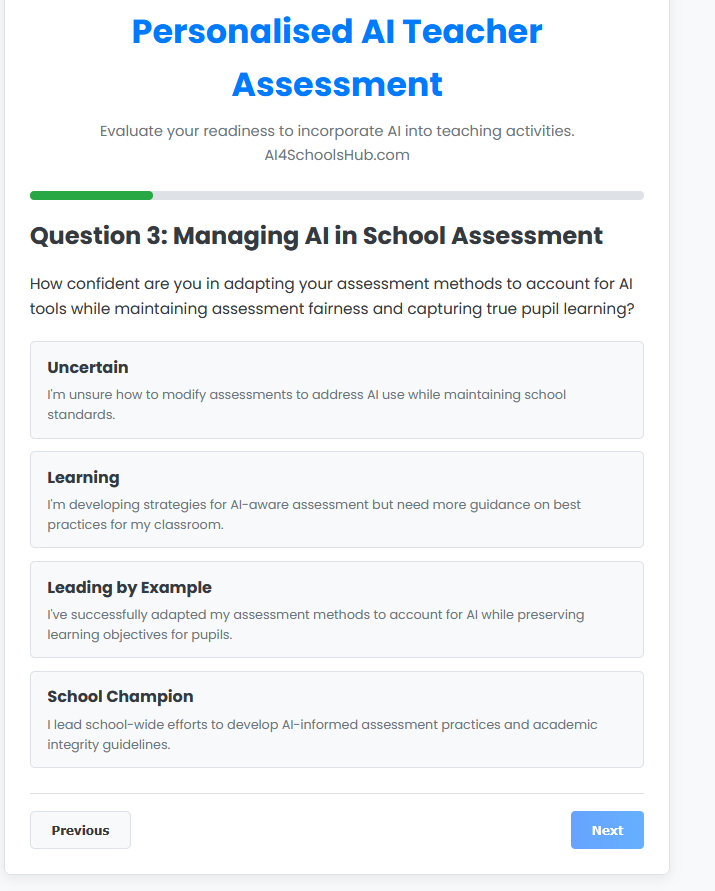 Personalised AI Teacher
Assessment
Evaluate your readiness to incorporate AI into teaching activities.
AI4SchoolsHub.com
Question 3: Managing AI in School Assessment
How confident are you in adapting your assessment methods to account for AI
tools while maintaining assessment fairness and capturing true pupil learning?
Uncertain
I'm unsure how to modify assessments to address AI use while maintaining school
standards.
Learning
I'm developing strategies for AI-aware assessment but need more guidance on best
practices for my classroom.
Leading by Example
I've successfully adapted my assessment methods to account for AI while preserving
learning objectives for pupils.
School Champion
I lead school-wide efforts to develop AI-informed assessment practices and academic
integrity guidelines.
Previous
Next